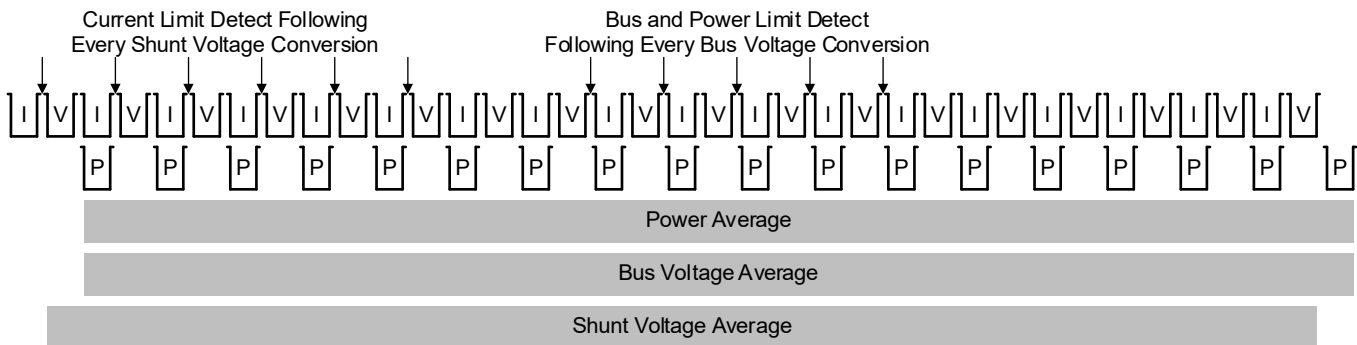 Current Limit Detect Following
Every Shunt Voltage Conversion
Bus and Power Limit Detect
Following Every Bus Voltage Conversion
I V I V I V I V I V I V I V I V I V I V I V I V I V I V I V I V I V I V
P P P P P P P P P P P P P P P P P P
Power Average
Bus Voltage Average
Shunt Voltage Average